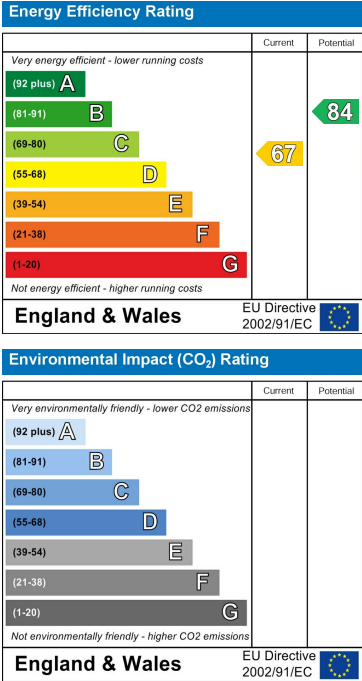 Energy Efficiency Rating
Current Potential
Very energy efficient - lower running costs
(92 plus) A
(81-91) B 84
(69-80) C
67
(55-68) D
(39-54) E
(21-38) F
(1-20) G
Not energy efficient - higher running costs
England & Wales
EU Directive
2002/91/EC
Environmental Impact (CO₂) Rating
Current Potential
Very environmentally friendly - lower CO2 emissions
(92 plus) A
(81-91) B
(69-80) C
(55-68) D
(39-54) E
(21-38) F
(1-20) G
Not environmentally friendly - higher CO2 emissions
England & Wales
EU Directive
2002/91/EC